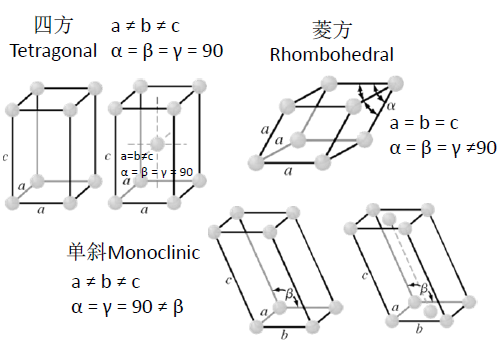 四方 a ≠ b ≠ c
Tetragonal α = β = γ = 90
c
a
a
c
a=b≠c
α = β = γ = 90
a
a
菱方
Rhombohedral
α
a
a
a
a = b = c
α = β = γ ≠90
单斜Monoclinic
a ≠ b ≠ c
α = γ = 90 ≠ β
c
β
a
b
c
β
a
b